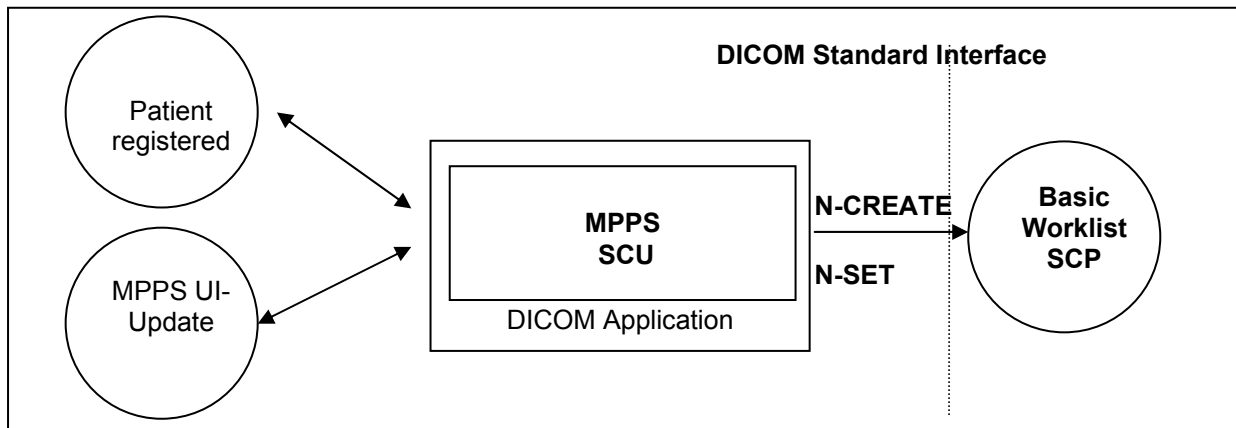 DICOM Standard Interface
Patient
registered
MPPS UI-
Update
MPPS
SCU
DICOM Application
N-CREATE
N-SET
Basic
Worklist
SCP